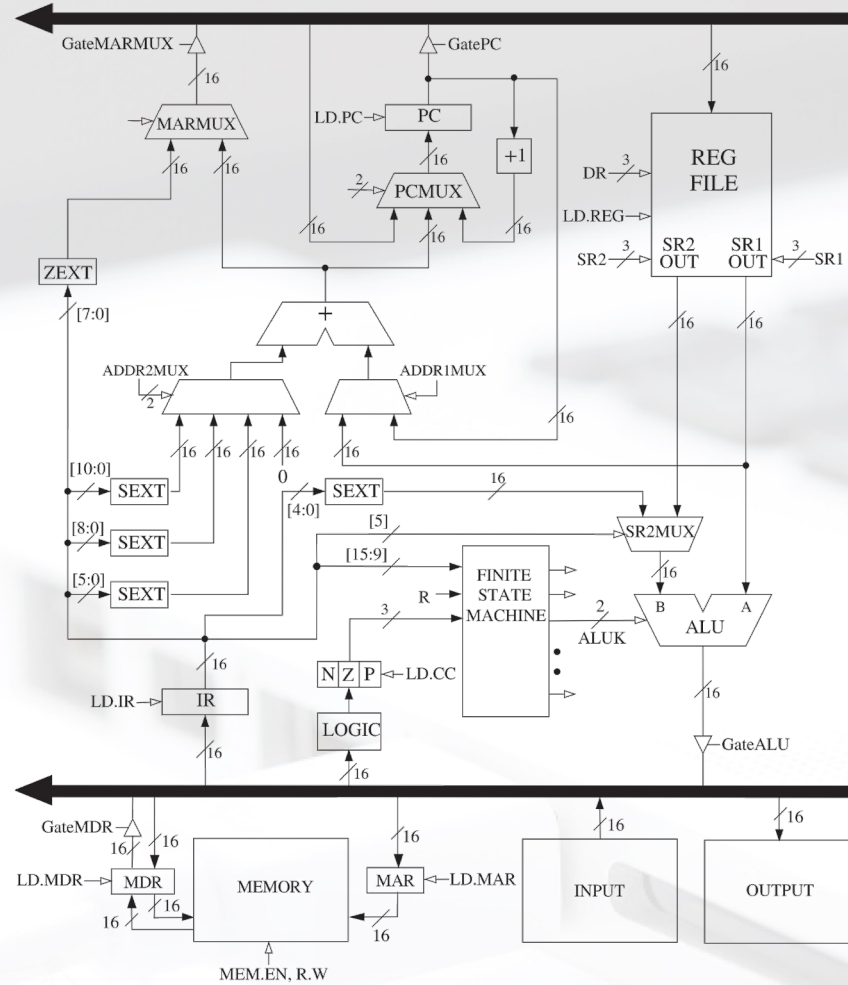 GateMARMUX
GatePC
16
16
MARMUX
LD.PC
PC
+1
REG
FILE
DR
3
16
16
16
2
PCMUX
LD.REG
16
16
16
SR2
3
SR2
OUT
SR1
OUT
3
SR1
ZEXT
[7:0]
+
16
16
ADDR2MUX
2
ADDR1MUX
16
16
16
16
16
0
16
16
[10:0]
SEXT
[4:0]
SEXT
16
[8:0]
SEXT
[5]
SR2MUX
[15:9]
16
[5:0]
SEXT
FINITE
STATE
MACHINE
R
3
2
ALUK
B
A
ALU
16
N Z P
LD.CC
LD.IR
IR
LOGIC
16
16
16
GateALU
GateMDR
16
16
16
16
16
LD.MDR
MDR
MEMORY
MAR
LD.MAR
INPUT
OUTPUT
16
16
16
MEM.EN, R.W